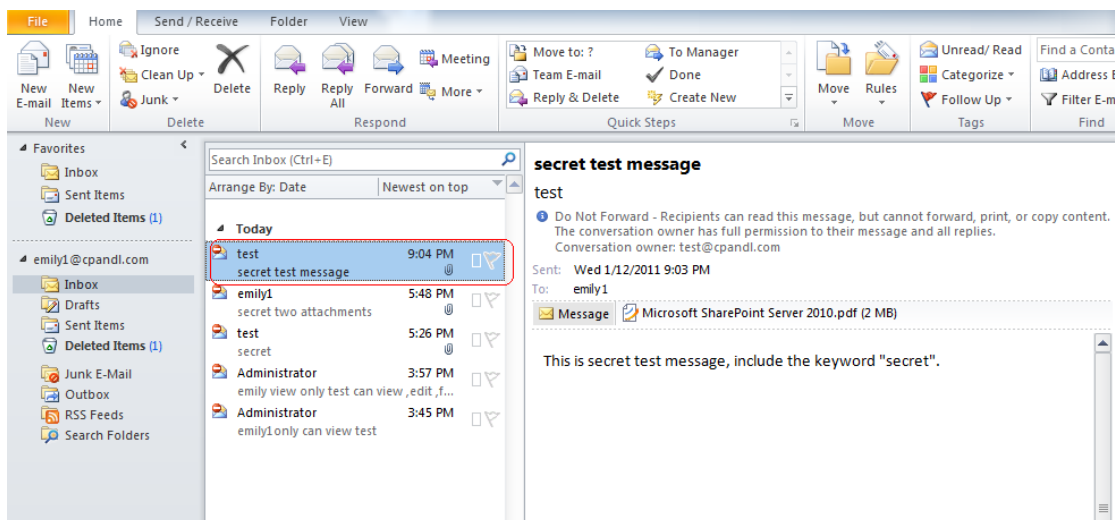 File Home Send / Receive Folder View
New E-mail
New Items
Ignore
Clean Up
Junk
Delete
Reply
Reply All
Forward
Meeting
More
Move to: ?
Team E-mail
Reply & Delete
To Manager
Done
Create New
Move
Rules
Unread/ Read
Categorize
Follow Up
Find a Conta
Address B
Filter E-m
New Delete Respond Quick Steps Move Tags Find
Favorites
Inbox
Sent Items
Deleted Items (1)
emily1@cpandl.com
Inbox
Drafts
Sent Items
Deleted Items (1)
Junk E-Mail
Outbox
RSS Feeds
Search Folders
Search Inbox (Ctrl+E)
Arrange By: Date Newest on top
Today
test 9:04 PM
secret test message
emily1 5:48 PM
secret two attachments
test 5:26 PM
secret
Administrator 3:57 PM
emily view only test can view ,edit ,f...
Administrator 3:45 PM
emily1only can view test
secret test message
test
Do Not Forward - Recipients can read this message, but cannot forward, print, or copy content.
The conversation owner has full permission to their message and all replies.
Conversation owner: test@cpandl.com
Sent: Wed 1/12/2011 9:03 PM
To: emily1
Message Microsoft SharePoint Server 2010.pdf (2 MB)
This is secret test message, include the keyword "secret".